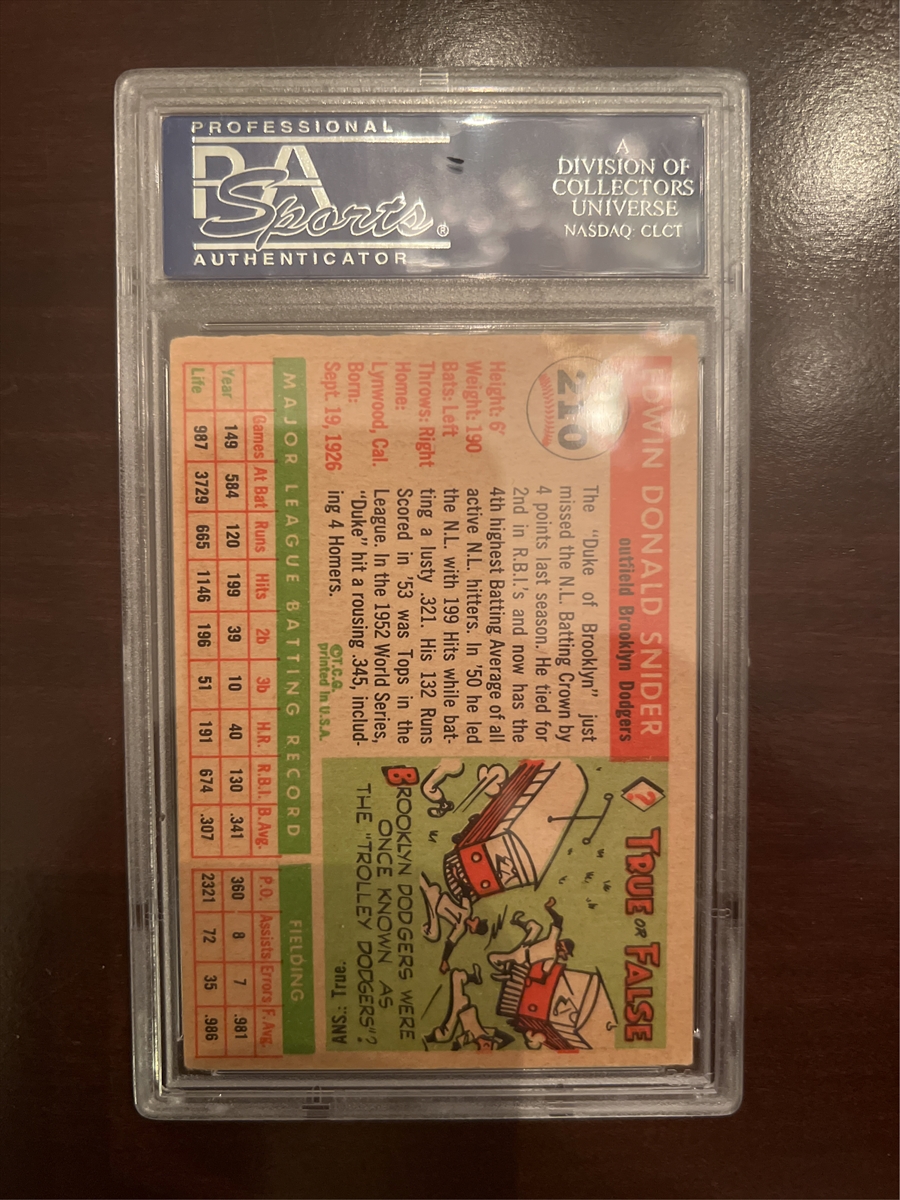 PROFESSIONAL
PSA
Sports®
AUTHENTICATOR
A
DIVISION OF
COLLECTORS
UNIVERSE
NASDAQ: CLCT
210
EDWIN DONALD SNIDER
outfield Brooklyn Dodgers
Height: 6'
Weight: 190
Bats: Left
Throws: Right
Home:
Lynwood, Cal.
Born:
Sept. 19, 1926
The "Duke of Brooklyn" just
missed the N.L. Batting Crown by
4 points last season. He tied for
2nd in R.B.I.'s and now has the
4th highest Batting Average of all
active N.L. hitters. In '50 he led
the N.L. with 199 Hits while bat-
ting a lusty .321. His 132 Runs
Scored in '53 was Tops in the
League. In the 1952 World Series,
"Duke" hit a rousing .345, includ-
ing 4 Homers.
©T.C.G.
printed in U.S.A.
? TRUE OR FALSE
BROOKLYN DODGERS WERE
ONCE KNOWN AS
THE "TROLLEY DODGERS"?
ANS: True.
MAJOR LEAGUE BATTING RECORD
FIELDING
Games At Bat Runs Hits 2b 3b H.R. R.B.I. B.Avg. P.O. Assists Errors F.Avg.
Year 149 584 120 199 39 10 40 130 .341 360 8 7 .981
Life 987 3729 665 1146 196 51 191 674 .307 2321 72 35 .986